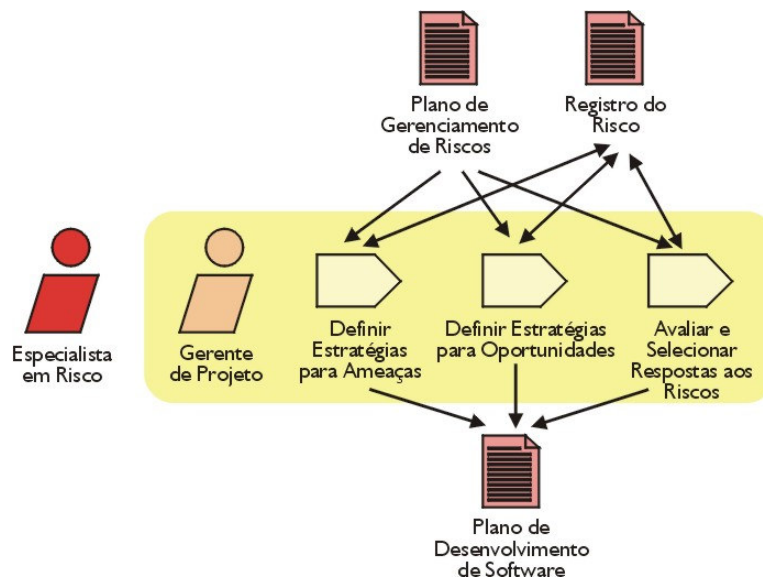 Plano de
Gerenciamento
de Riscos
Registro do
Risco
Especialista
em Risco
Gerente
de Projeto
Definir
Estratégias
para Ameaças
Definir Estratégias
para Oportunidades
Avaliar e
Selecionar
Respostas aos
Riscos
Plano de
Desenvolvimento
de Software